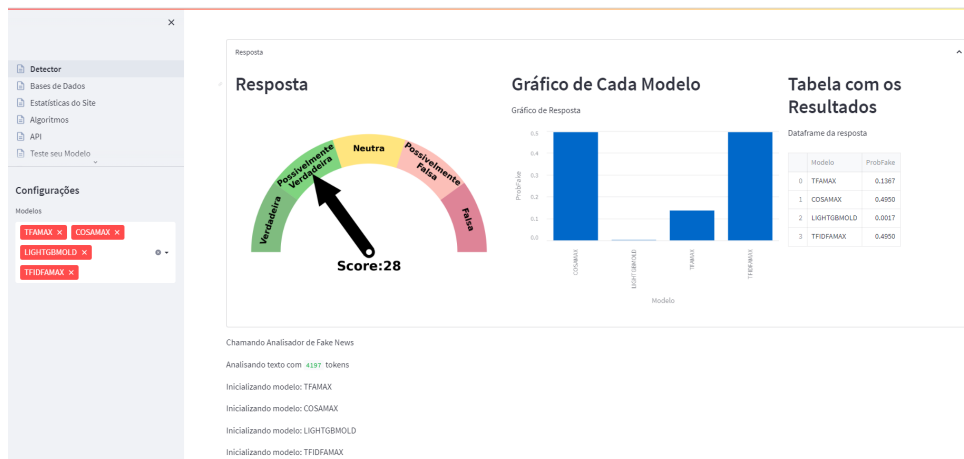 ×
Detector
Bases de Dados
Estatísticas do Site
Algoritmos
API
Teste seu Modelo
Configurações
Modelos
TFAMAX ×
COSAMAX ×
LIGHTGBMOLD ×
TFIDFAMAX ×
Resposta
Resposta
Verdadeira
Possivelmente
Verdadeira
Neutra
Possivelmente
Falsa
Falsa
Score:28
Gráfico de Cada Modelo
Gráfico de Resposta
ProbFake
0.5
0.4
0.3
0.2
0.1
0.0
COSAMAX
LIGHTGBMOLD
TFAMAX
TFIDFAMAX
Modelo
Tabela com os
Resultados
Dataframe da resposta
Modelo ProbFake
0 TFAMAX 0.1367
1 COSAMAX 0.4950
2 LIGHTGBMOLD 0.0017
3 TFIDFAMAX 0.4950
Chamando Analisador de Fake News
Analisando texto com 4197 tokens
Inicializando modelo: TFAMAX
Inicializando modelo: COSAMAX
Inicializando modelo: LIGHTGBMOLD
Inicializando modelo: TFIDFAMAX